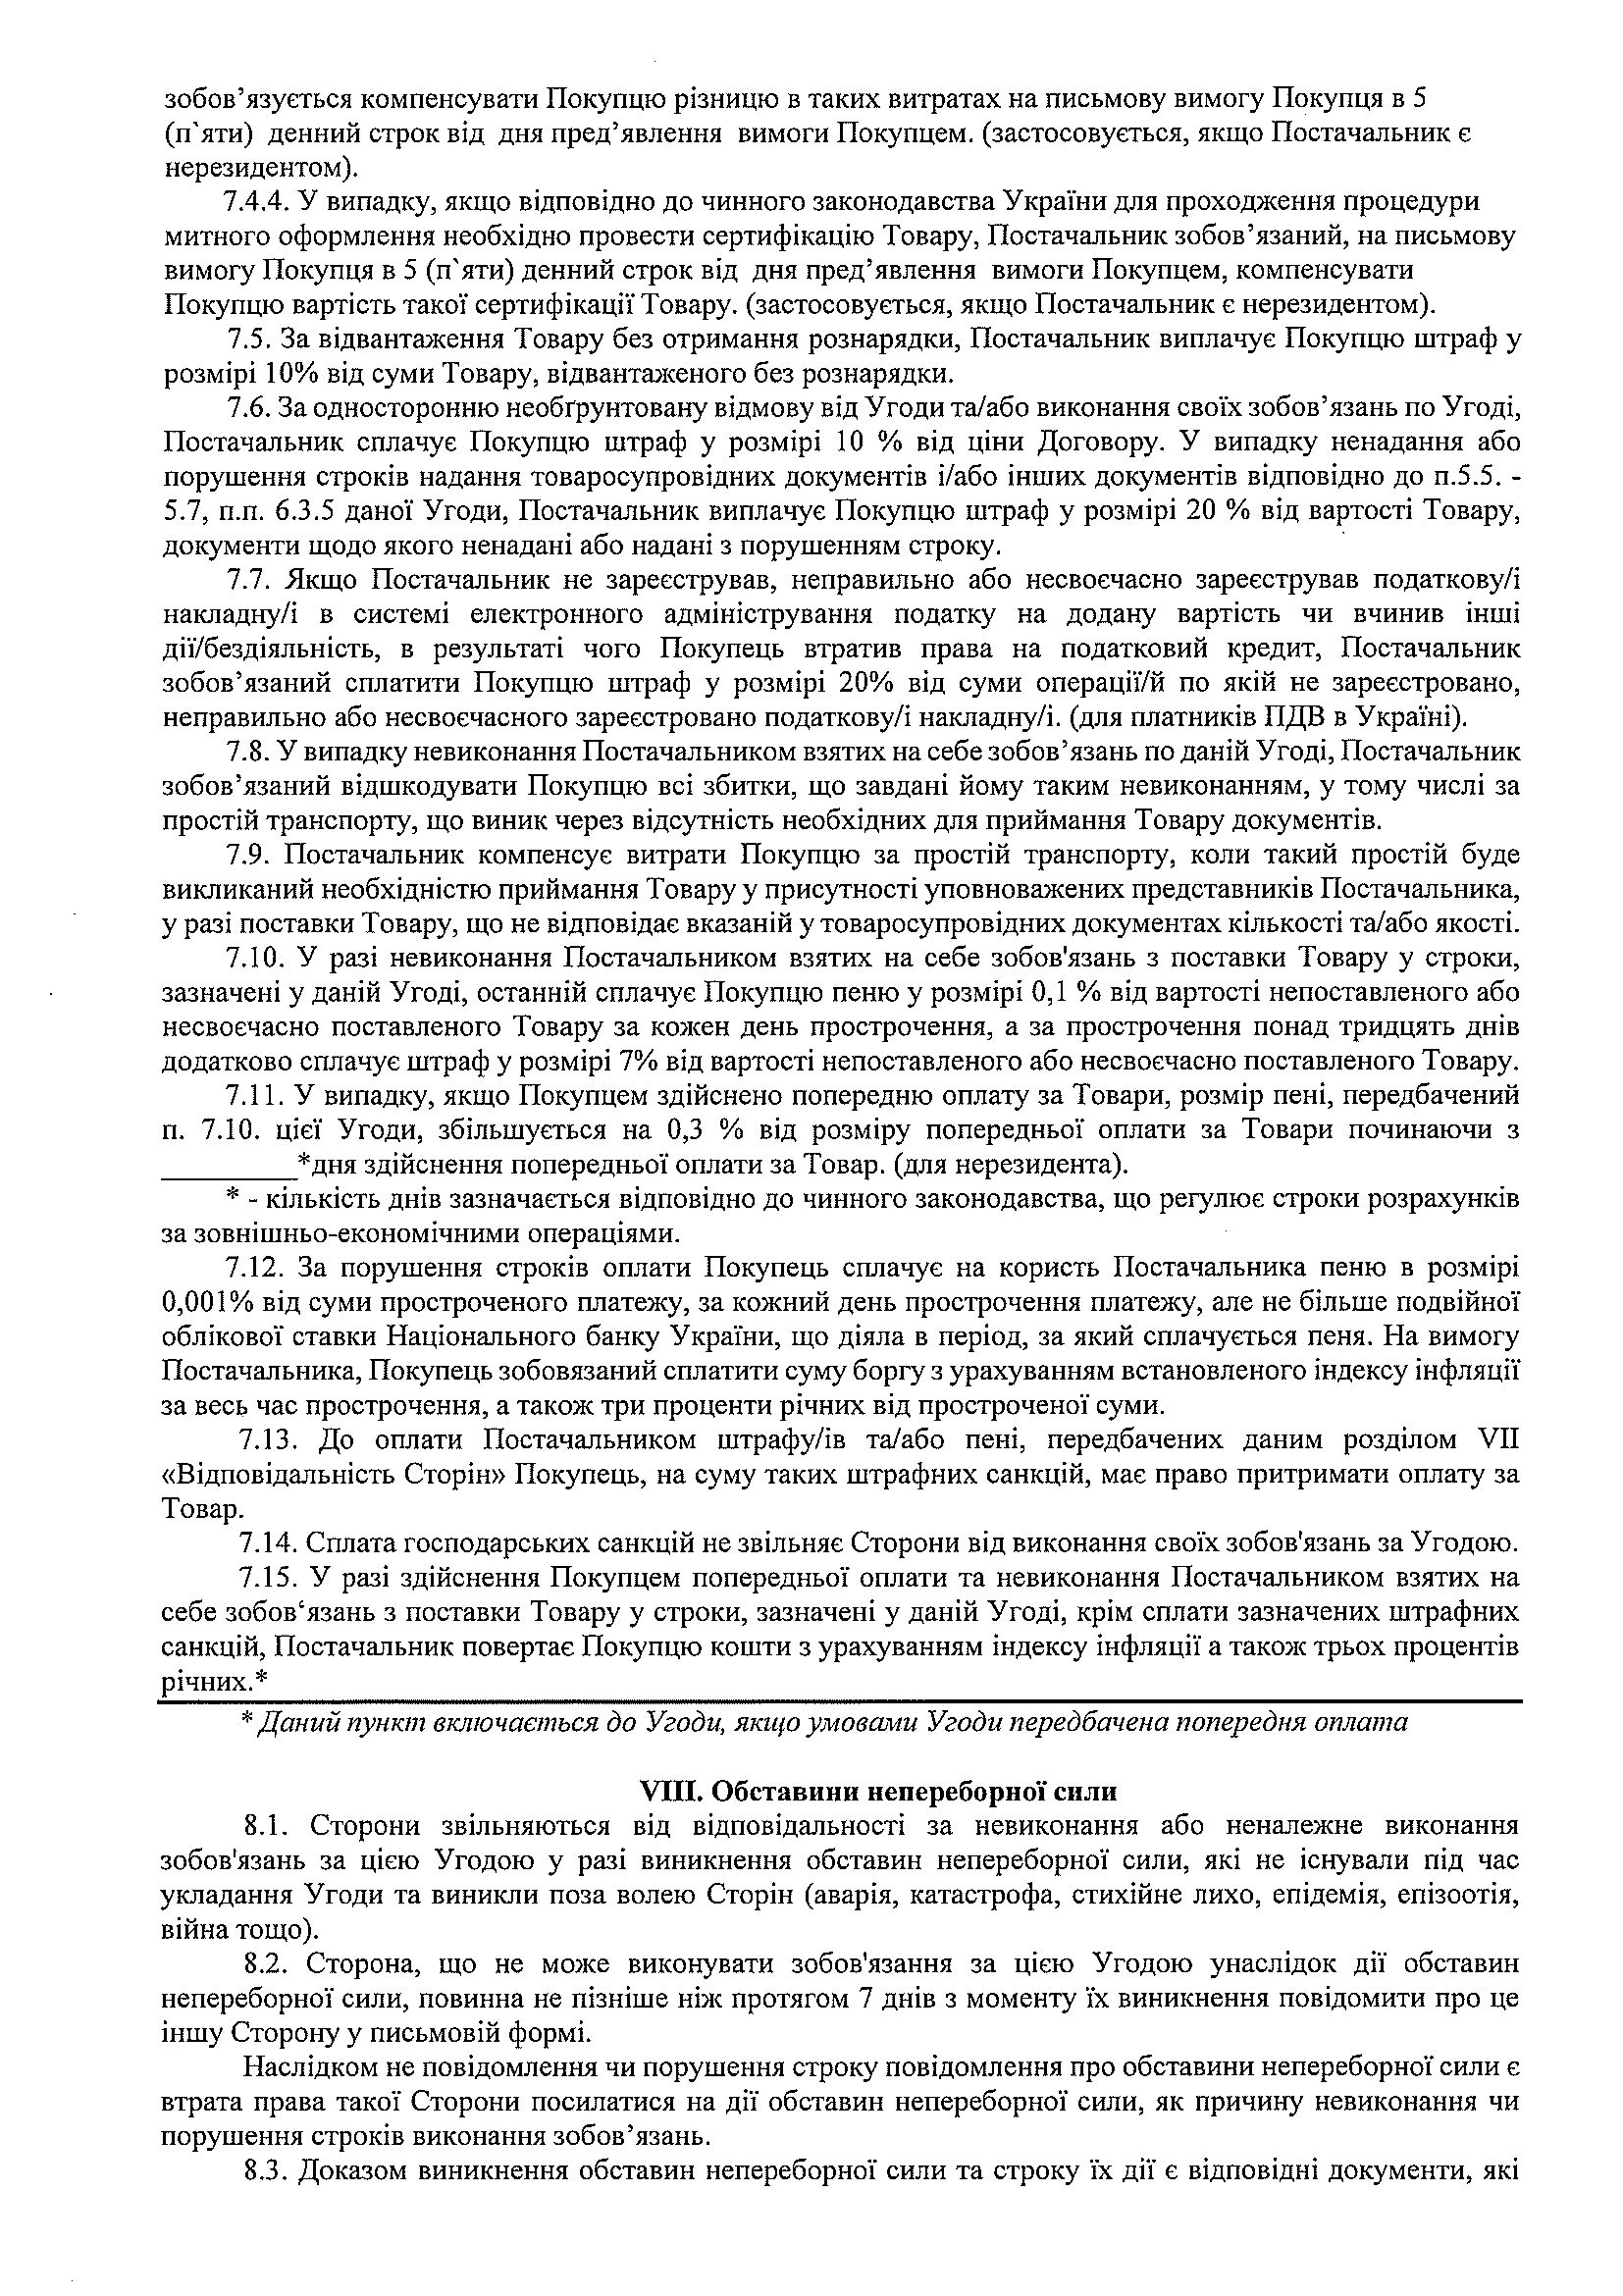 зобов’язується компенсувати Покупцю різницю в таких витратах на письмову вимогу Покупця в 5
(п`яти) денний строк від дня пред’явлення вимоги Покупцем. (застосовується, якщо Постачальник є
нерезидентом).
7.4.4. У випадку, якщо відповідно до чинного законодавства України для проходження процедури
митного оформлення необхідно провести сертифікацію Товару, Постачальник зобов’язаний, на письмову
вимогу Покупця в 5 (п`яти) денний строк від дня пред’явлення вимоги Покупцем, компенсувати
Покупцю вартість такої сертифікації Товару. (застосовується, якщо Постачальник є нерезидентом).
7.5. За відвантаження Товару без отримання рознарядки, Постачальник виплачує Покупцю штраф у
розмірі 10% від суми Товару, відвантаженого без рознарядки.
7.6. За односторонню необґрунтовану відмову від Угоди та/або виконання своїх зобов’язань по Угоді,
Постачальник сплачує Покупцю штраф у розмірі 10 % від ціни Договору. У випадку ненадання або
порушення строків надання товаросупровідних документів і/або інших документів відповідно до п.5.5. -
5.7, п.п. 6.3.5 даної Угоди, Постачальник виплачує Покупцю штраф у розмірі 20 % від вартості Товару,
документи щодо якого ненадані або надані з порушенням строку.
7.7. Якщо Постачальник не зареєстрував, неправильно або несвоєчасно зареєстрував податкову/і
накладну/і в системі електронного адміністрування податку на додану вартість чи вчинив інші
дії/бездіяльність, в результаті чого Покупець втратив права на податковий кредит, Постачальник
зобов’язаний сплатити Покупцю штраф у розмірі 20% від суми операції/й по якій не зареєстровано,
неправильно або несвоєчасного зареєстровано податкову/і накладну/і. (для платників ПДВ в Україні).
7.8. У випадку невиконання Постачальником взятих на себе зобов’язань по даній Угоді, Постачальник
зобов’язаний відшкодувати Покупцю всі збитки, що завдані йому таким невиконанням, у тому числі за
простій транспорту, що виник через відсутність необхідних для приймання Товару документів.
7.9. Постачальник компенсує витрати Покупцю за простій транспорту, коли такий простій буде
викликаний необхідністю приймання Товару у присутності уповноважених представників Постачальника,
у разі поставки Товару, що не відповідає вказаній у товаросупровідних документах кількості та/або якості.
7.10. У разі невиконання Постачальником взятих на себе зобов'язань з поставки Товару у строки,
зазначені у даній Угоді, останній сплачує Покупцю пеню у розмірі 0,1 % від вартості непоставленого або
несвоєчасно поставленого Товару за кожен день прострочення, а за прострочення понад тридцять днів
додатково сплачує штраф у розмірі 7% від вартості непоставленого або несвоєчасно поставленого Товару.
7.11. У випадку, якщо Покупцем здійснено попередню оплату за Товари, розмір пені, передбачений
п. 7.10. цієї Угоди, збільшується на 0,3 % від розміру попередньої оплати за Товари починаючи з
__________*дня здійснення попередньої оплати за Товар. (для нерезидента).
* - кількість днів зазначається відповідно до чинного законодавства, що регулює строки розрахунків
за зовнішньо-економічними операціями.
7.12. За порушення строків оплати Покупець сплачує на користь Постачальника пеню в розмірі
0,001% від суми простроченого платежу, за кожний день прострочення платежу, але не більше подвійної
облікової ставки Національного банку України, що діяла в період, за який сплачується пеня. На вимогу
Постачальника, Покупець зобовязаний сплатити суму боргу з урахуванням встановленого індексу інфляції
за весь час прострочення, а також три проценти річних від простроченої суми.
7.13. До оплати Постачальником штрафу/ів та/або пені, передбачених даним розділом VII
«Відповідальність Сторін» Покупець, на суму таких штрафних санкцій, має право притримати оплату за
Товар.
7.14. Сплата господарських санкцій не звільняє Сторони від виконання своїх зобов'язань за Угодою.
7.15. У разі здійснення Покупцем попередньої оплати та невиконання Постачальником взятих на
себе зобов‘язань з поставки Товару у строки, зазначені у даній Угоді, крім сплати зазначених штрафних
санкцій, Постачальник повертає Покупцю кошти з урахуванням індексу інфляції а також трьох процентів
річних.*
* Даний пункт включається до Угоди, якщо умовами Угоди передбачена попередня оплата
VIII. Обставини непереборної сили
8.1. Сторони звільняються від відповідальності за невиконання або неналежне виконання
зобов'язань за цією Угодою у разі виникнення обставин непереборної сили, які не існували під час
укладання Угоди та виникли поза волею Сторін (аварія, катастрофа, стихійне лихо, епідемія, епізоотія,
війна тощо).
8.2. Сторона, що не може виконувати зобов'язання за цією Угодою унаслідок дії обставин
непереборної сили, повинна не пізніше ніж протягом 7 днів з моменту їх виникнення повідомити про це
іншу Сторону у письмовій формі.
Наслідком не повідомлення чи порушення строку повідомлення про обставини непереборної сили є
втрата права такої Сторони посилатися на дії обставин непереборної сили, як причину невиконання чи
порушення строків виконання зобов’язань.
8.3. Доказом виникнення обставин непереборної сили та строку їх дії є відповідні документи, які